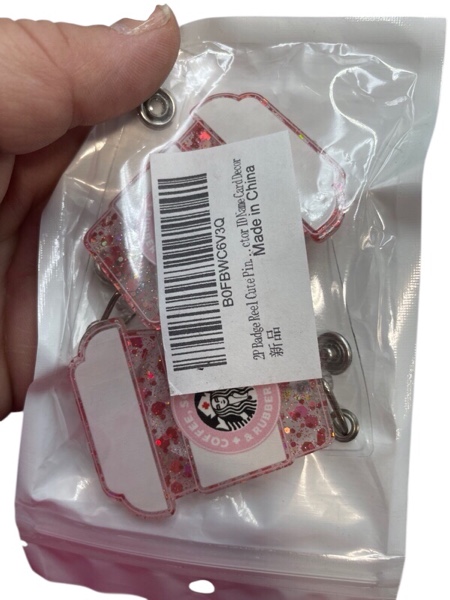 B0FBWC6V3Q
2P Badge Reel Cute Pin...ctor ID Name Card Decor
Made in China
新品
COFFEE,
& RUBBER